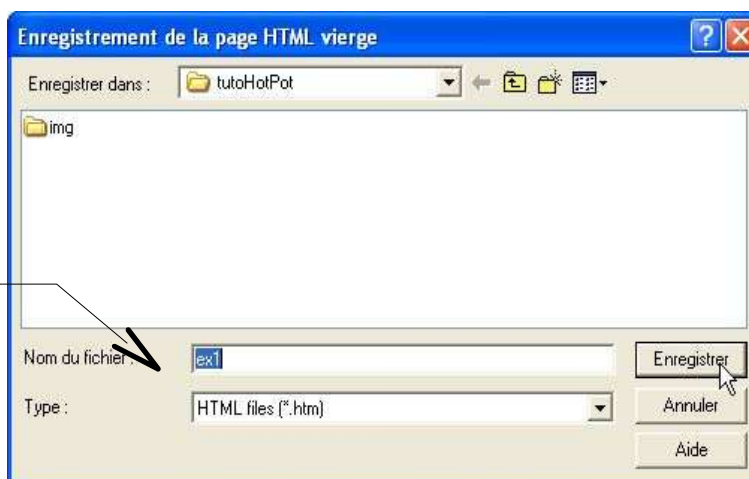 Enregistrement de la page HTML vierge
Enregistrer dans : tutoHotPot
img
Nom du fichier : ex1 Enregistrer
Type : HTML files (*.htm) Annuler
Aide